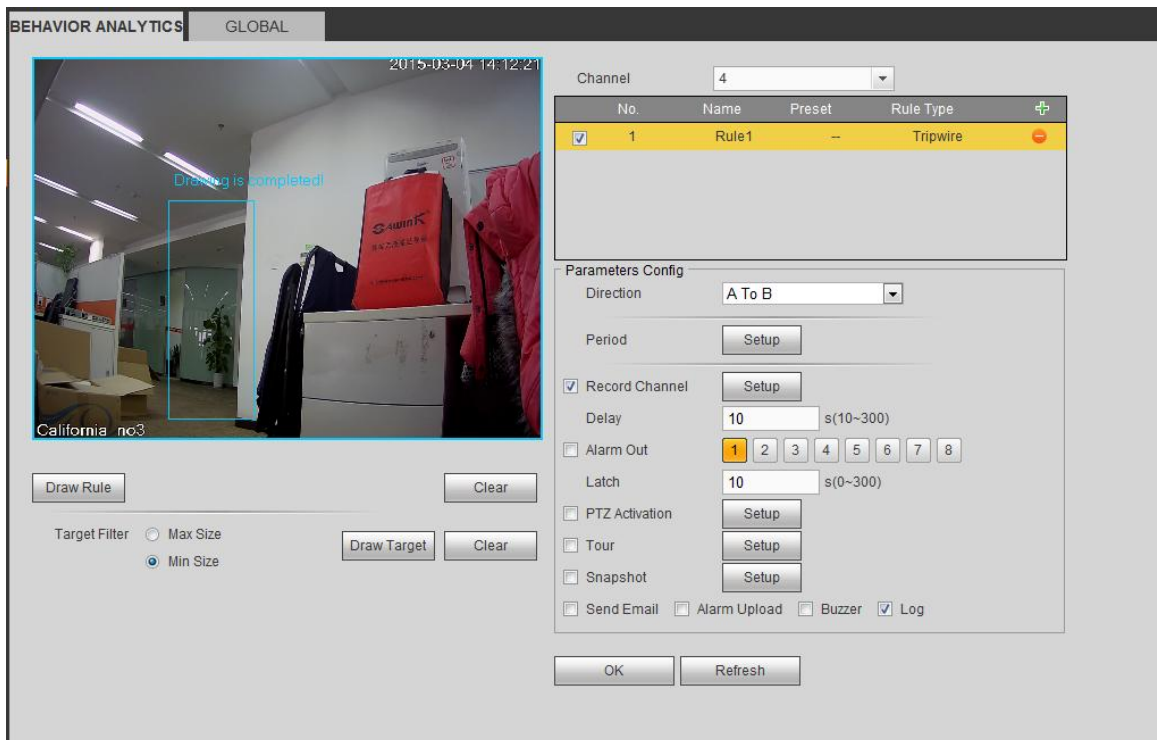 BEHAVIOR ANALYTICS
GLOBAL
2015-03-04 14:12:21
Drawing is completed!
SAWINK
California no3
Draw Rule
Clear
Target Filter
Max Size
Min Size
Draw Target
Clear
Channel
4
No. Name Preset Rule Type
1 Rule1 -- Tripwire
Parameters Config
Direction
A To B
Period
Setup
Record Channel
Setup
Delay
10
s(10~300)
Alarm Out
1 2 3 4 5 6 7 8
Latch
10
s(0~300)
PTZ Activation
Setup
Tour
Setup
Snapshot
Setup
Send Email
Alarm Upload
Buzzer
Log
OK
Refresh